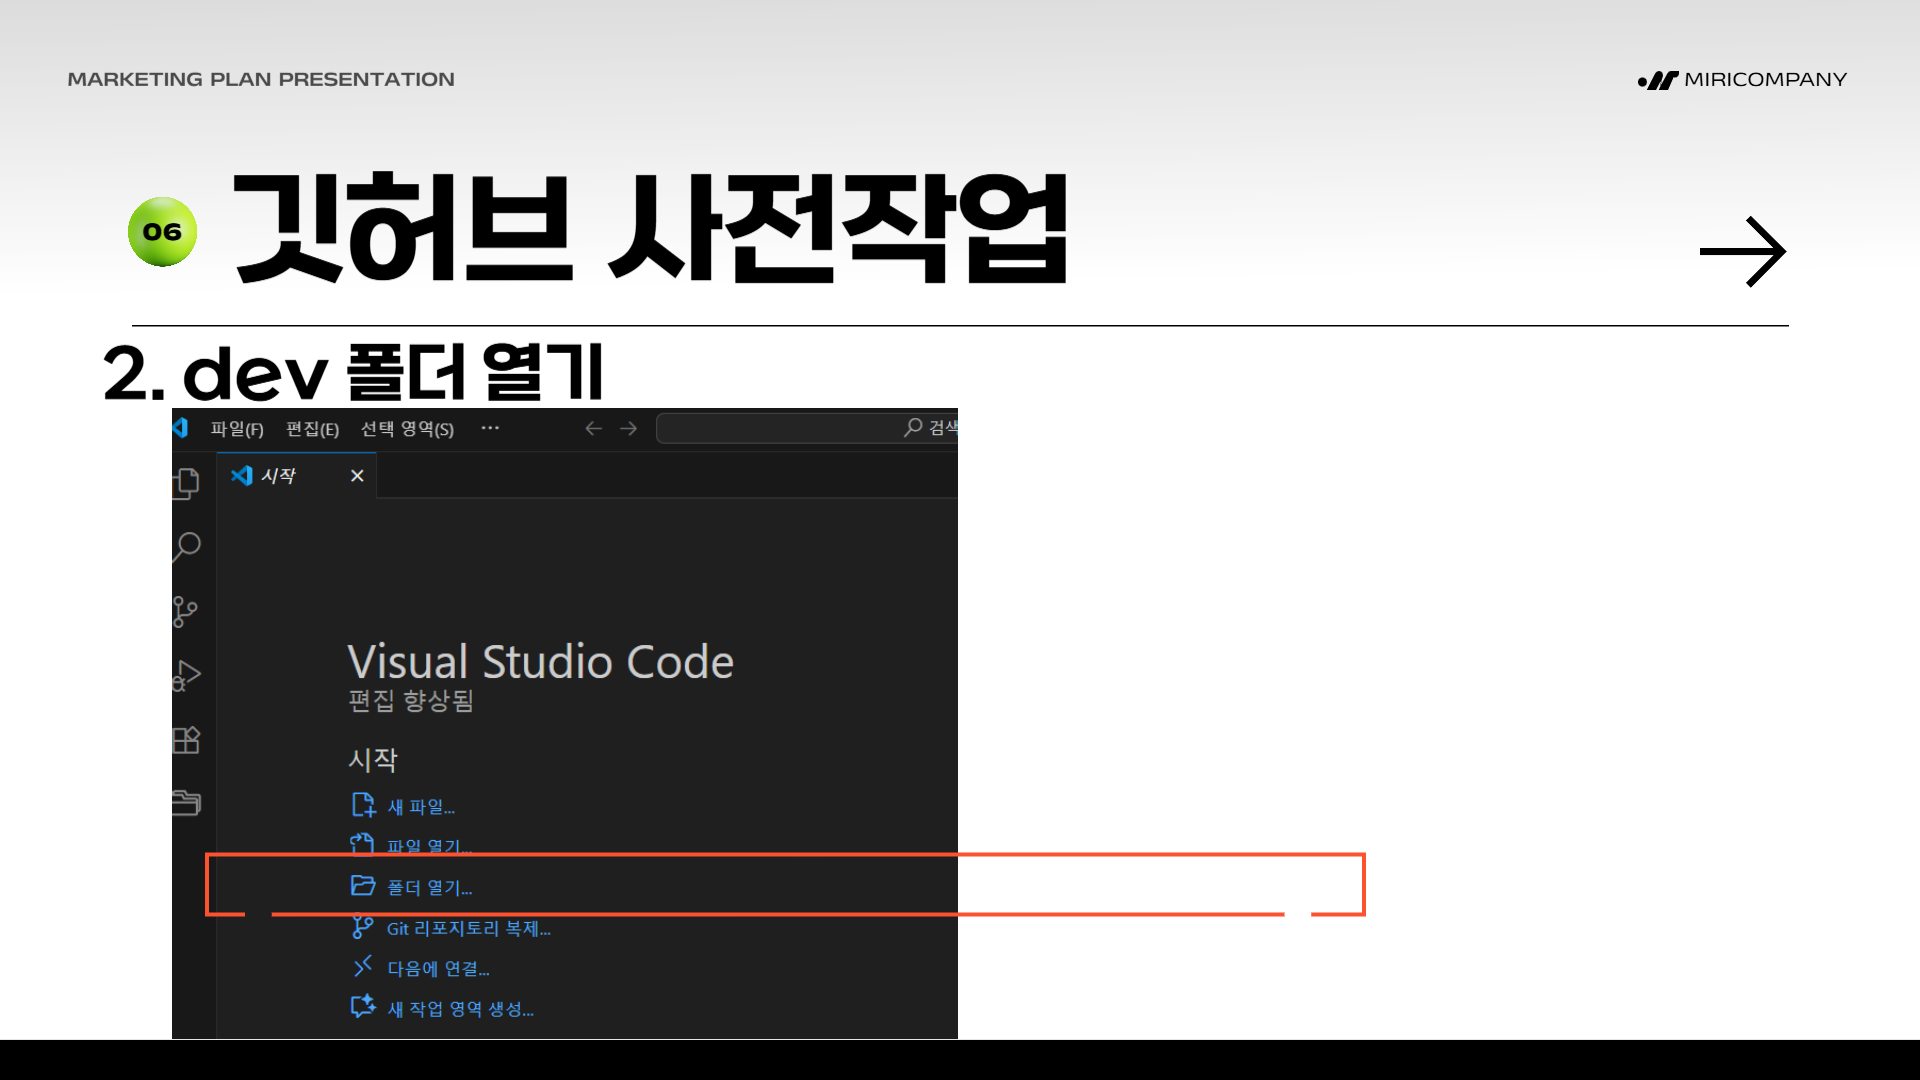 MARKETING PLAN PRESENTATION
MIRICOMPANY
06
깃허브 사전작업
2. dev 폴더 열기
파일(F) 편집(E) 선택 영역(S) ··· 검색
시작
Visual Studio Code
편집 향상됨
시작
새 파일...
파일 열기...
폴더 열기...
Git 리포지토리 복제...
다음에 연결...
새 작업 영역 생성...